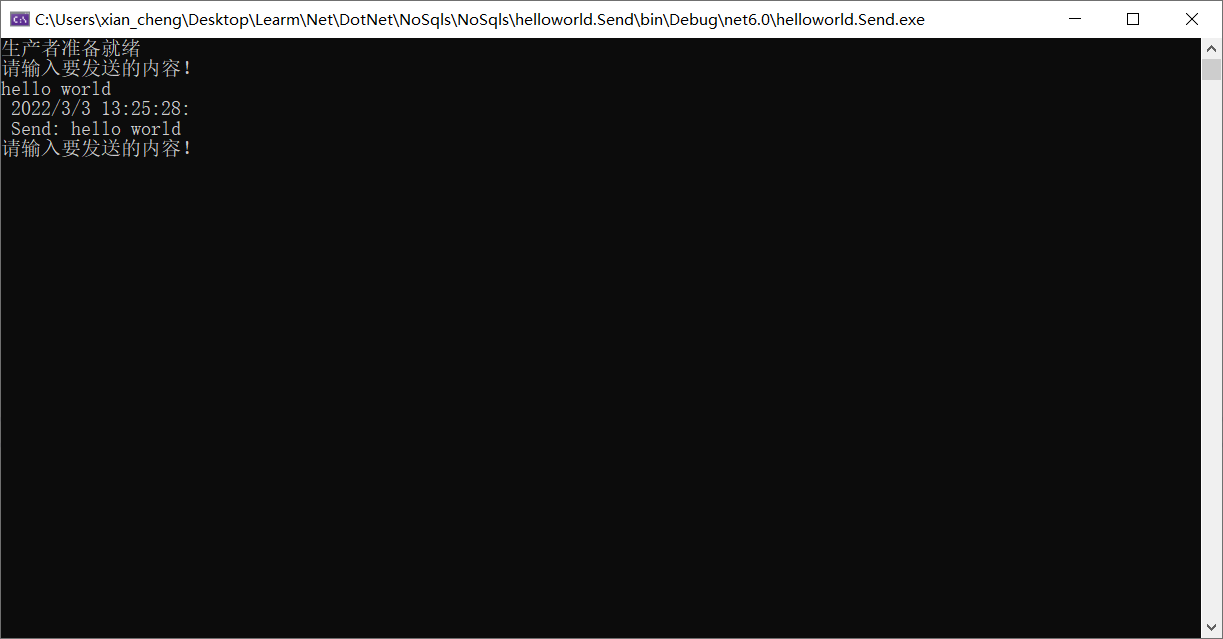 C:\Users\xian_cheng\Desktop\Learm\Net\DotNet\NoSqls\NoSqls\helloworld.Send\bin\Debug\net6.0\helloworld.Send.exe
生产者准备就绪
请输入要发送的内容！
hello world
 2022/3/3 13:25:28:
 Send: hello world
请输入要发送的内容！